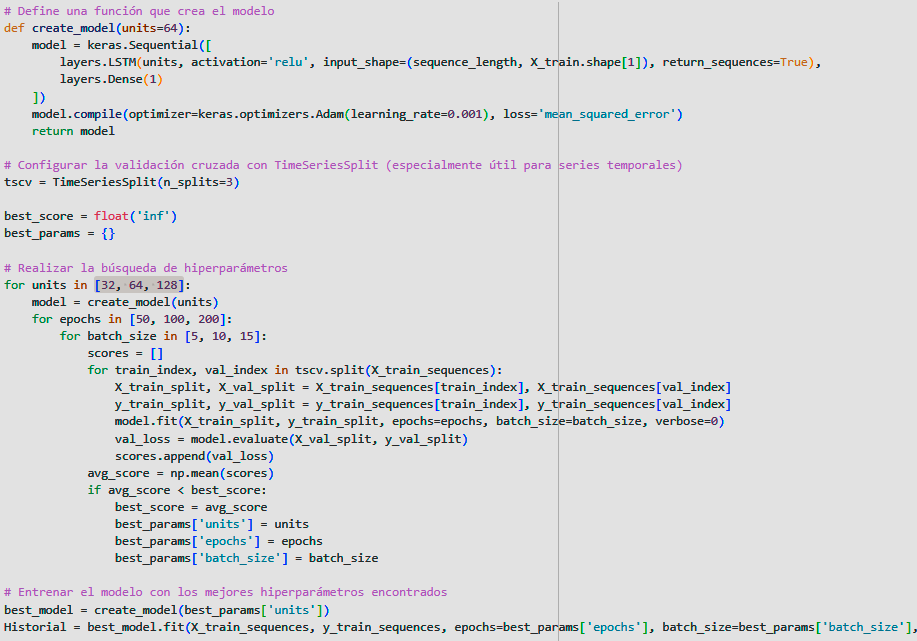 # Define una función que crea el modelo
def create_model(units=64):
    model = keras.Sequential([
        layers.LSTM(units, activation='relu', input_shape=(sequence_length, X_train.shape[1]), return_sequences=True),
        layers.Dense(1)
    ])
    model.compile(optimizer=keras.optimizers.Adam(learning_rate=0.001), loss='mean_squared_error')
    return model

# Configurar la validación cruzada con TimeSeriesSplit (especialmente útil para series temporales)
tscv = TimeSeriesSplit(n_splits=3)

best_score = float('inf')
best_params = {}

# Realizar la búsqueda de hiperparámetros
for units in [32, 64, 128]:
    model = create_model(units)
    for epochs in [50, 100, 200]:
        for batch_size in [5, 10, 15]:
            scores = []
            for train_index, val_index in tscv.split(X_train_sequences):
                X_train_split, X_val_split = X_train_sequences[train_index], X_train_sequences[val_index]
                y_train_split, y_val_split = y_train_sequences[train_index], y_train_sequences[val_index]
                model.fit(X_train_split, y_train_split, epochs=epochs, batch_size=batch_size, verbose=0)
                val_loss = model.evaluate(X_val_split, y_val_split)
                scores.append(val_loss)
            avg_score = np.mean(scores)
            if avg_score < best_score:
                best_score = avg_score
                best_params['units'] = units
                best_params['epochs'] = epochs
                best_params['batch_size'] = batch_size

# Entrenar el modelo con los mejores hiperparámetros encontrados
best_model = create_model(best_params['units'])
Historial = best_model.fit(X_train_sequences, y_train_sequences, epochs=best_params['epochs'], batch_size=best_params['batch_size'],